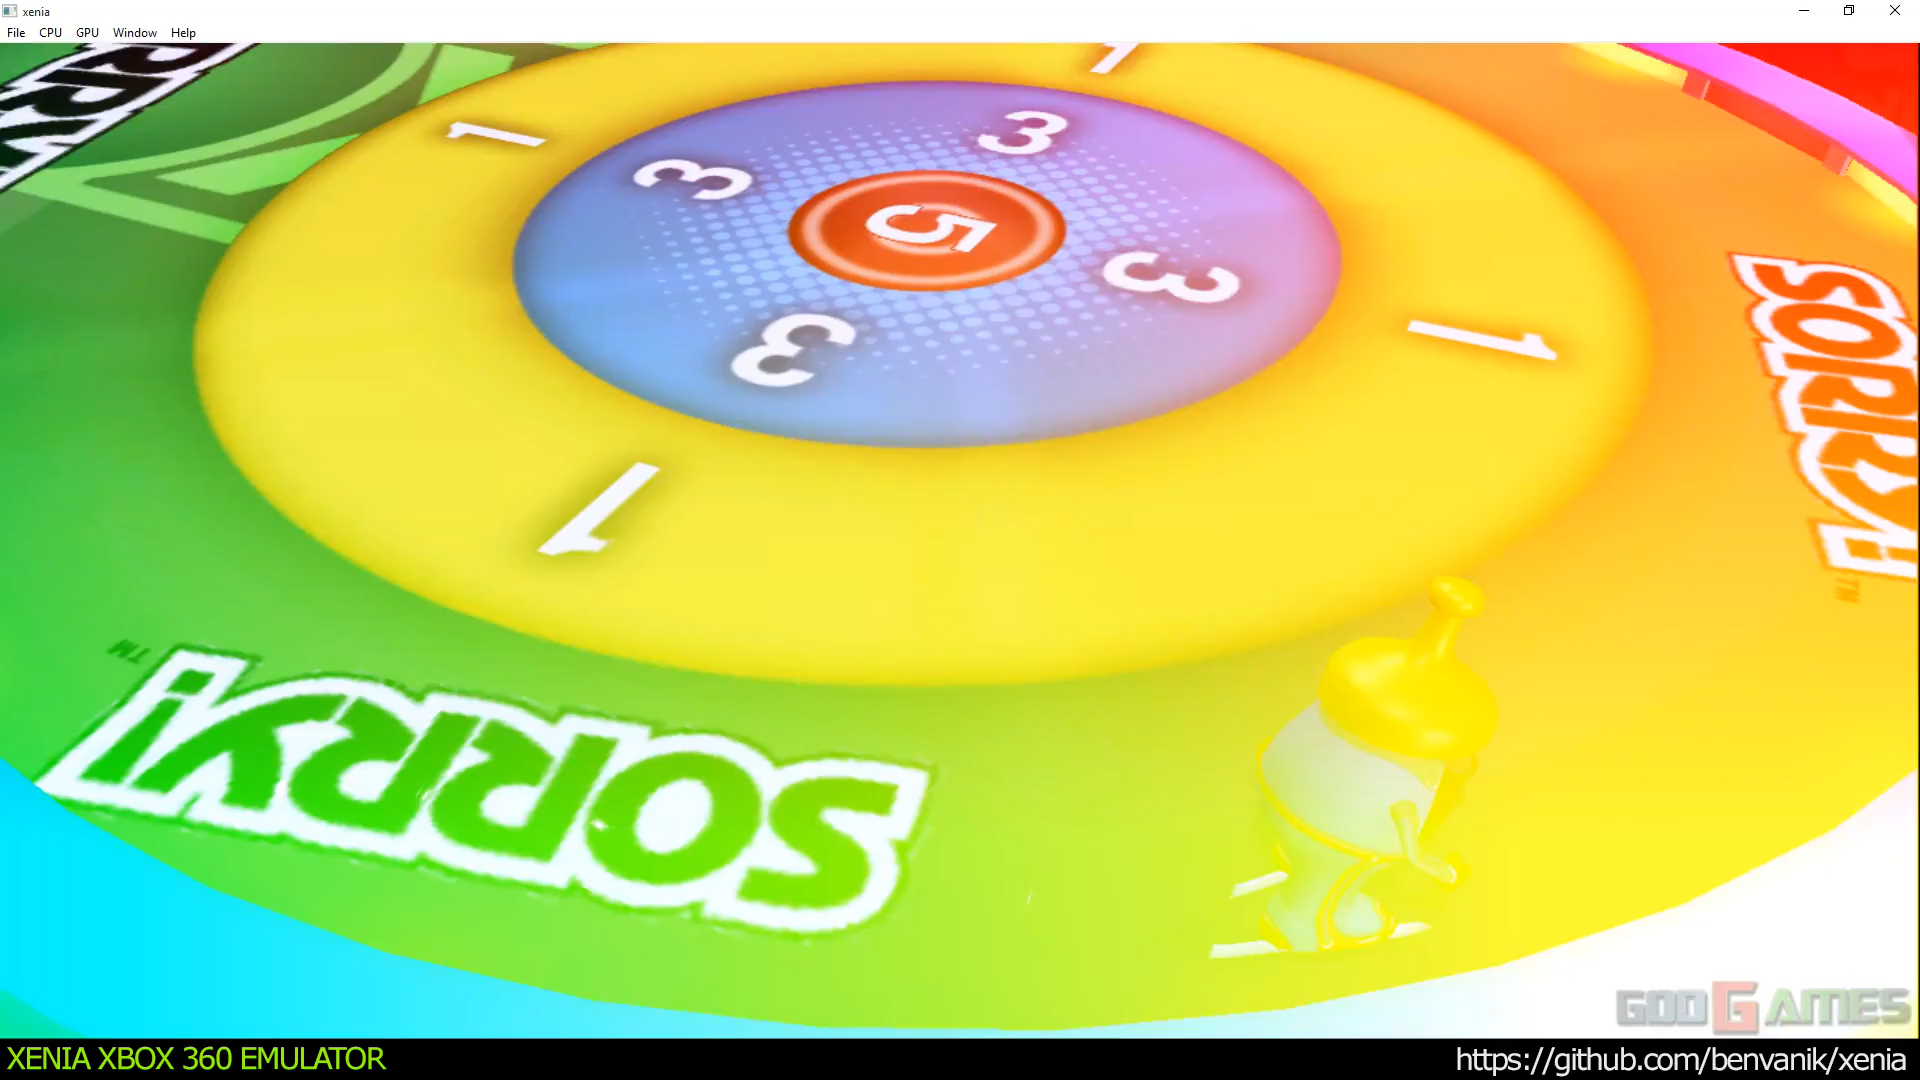 xenia
File CPU GPU Window Help
1
1
3
3
5
3
3
1
1
SORRY!
TM
SORRY!
TM
GOD GAMES
XENIA XBOX 360 EMULATOR
https://github.com/benvanik/xenia